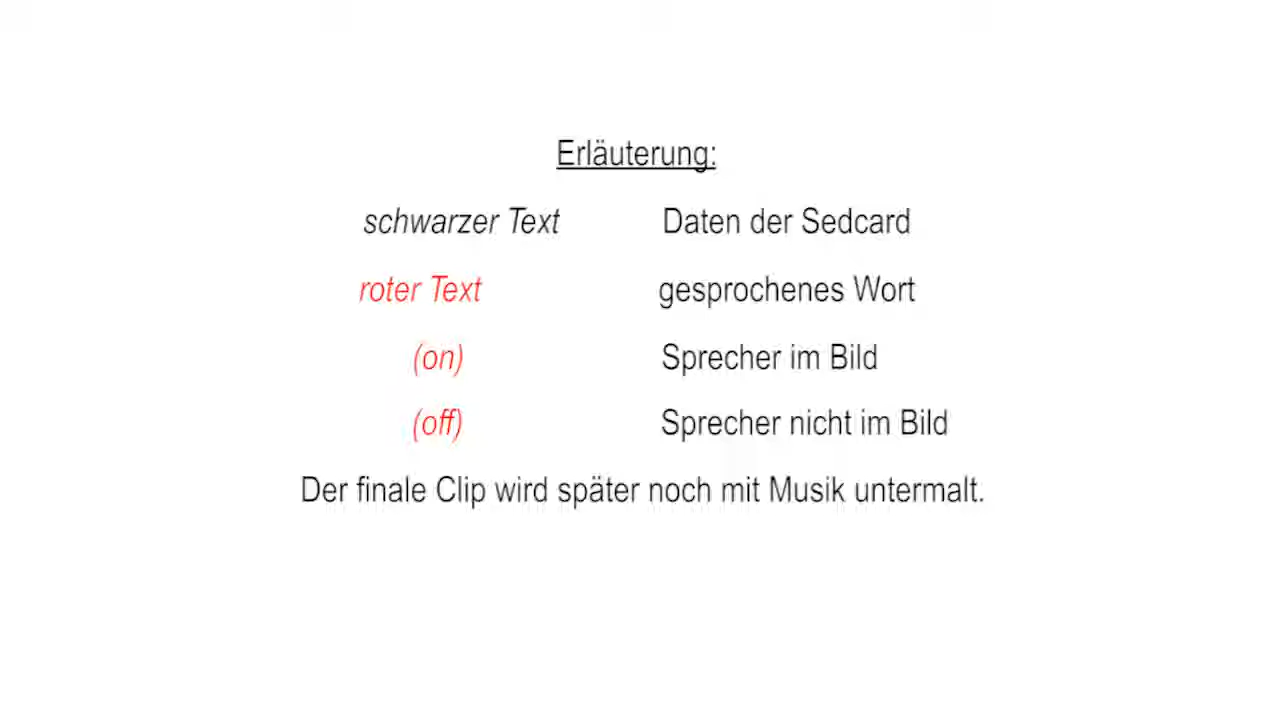 Erläuterung:
schwarzer Text Daten der Sedcard
roter Text gesprochenes Wort
(on) Sprecher im Bild
(off) Sprecher nicht im Bild
Der finale Clip wird später noch mit Musik untermalt.